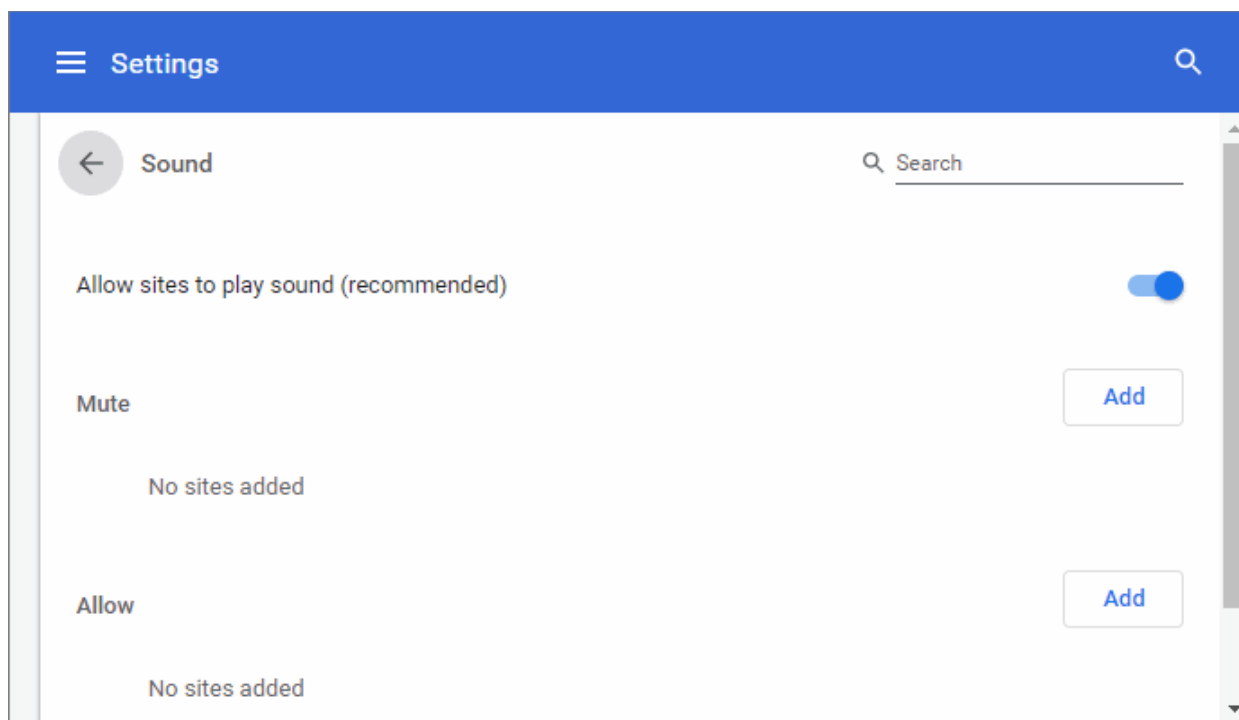 Settings
Sound
Search
Allow sites to play sound (recommended)
Mute
Add
No sites added
Allow
Add
No sites added